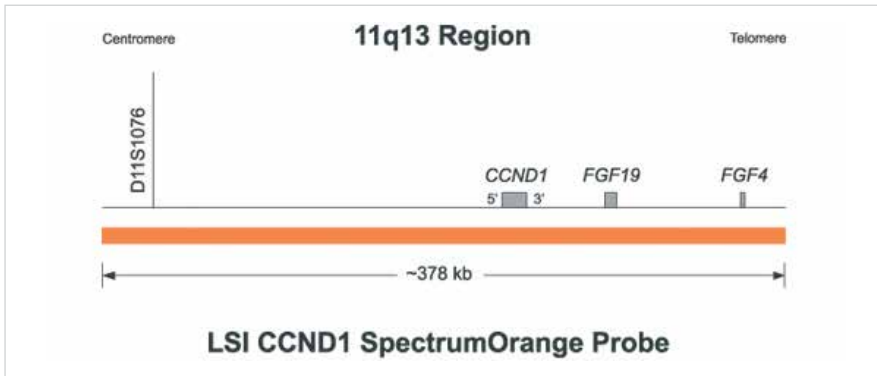 Centromere
11q13 Region
Telomere
D11S1076
CCND1
FGF19
FGF4
5'
3'
~378 kb
LSI CCND1 SpectrumOrange Probe